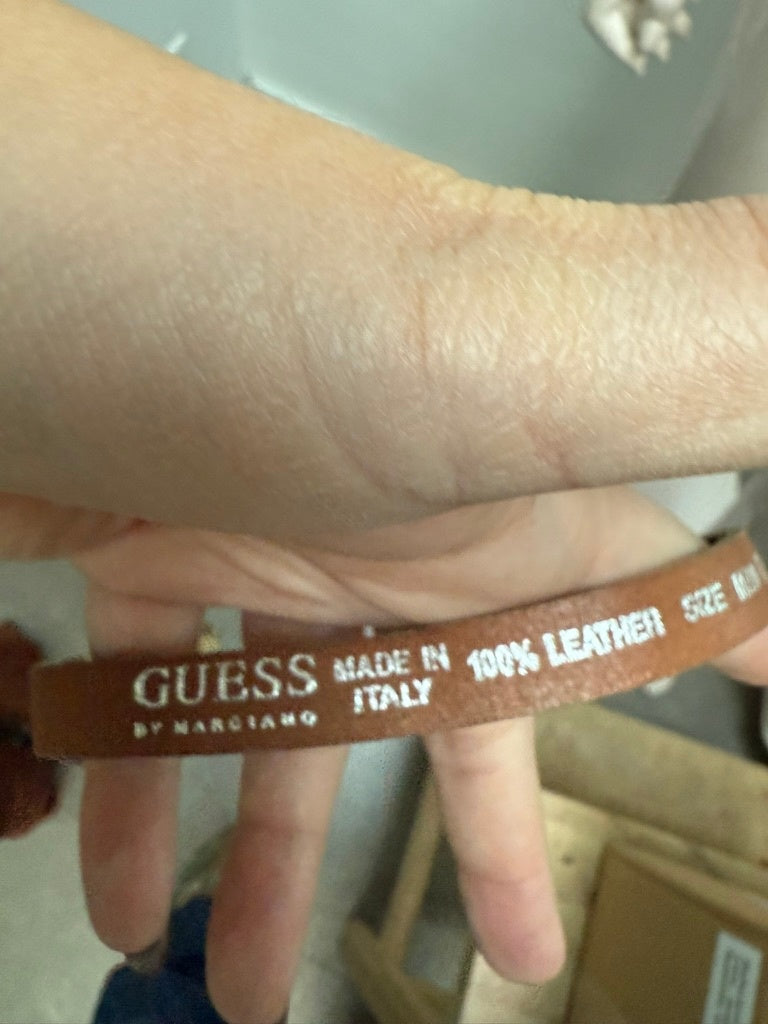 GUESS
BY MARCIANO
MADE IN
ITALY
100% LEATHER
SIZE